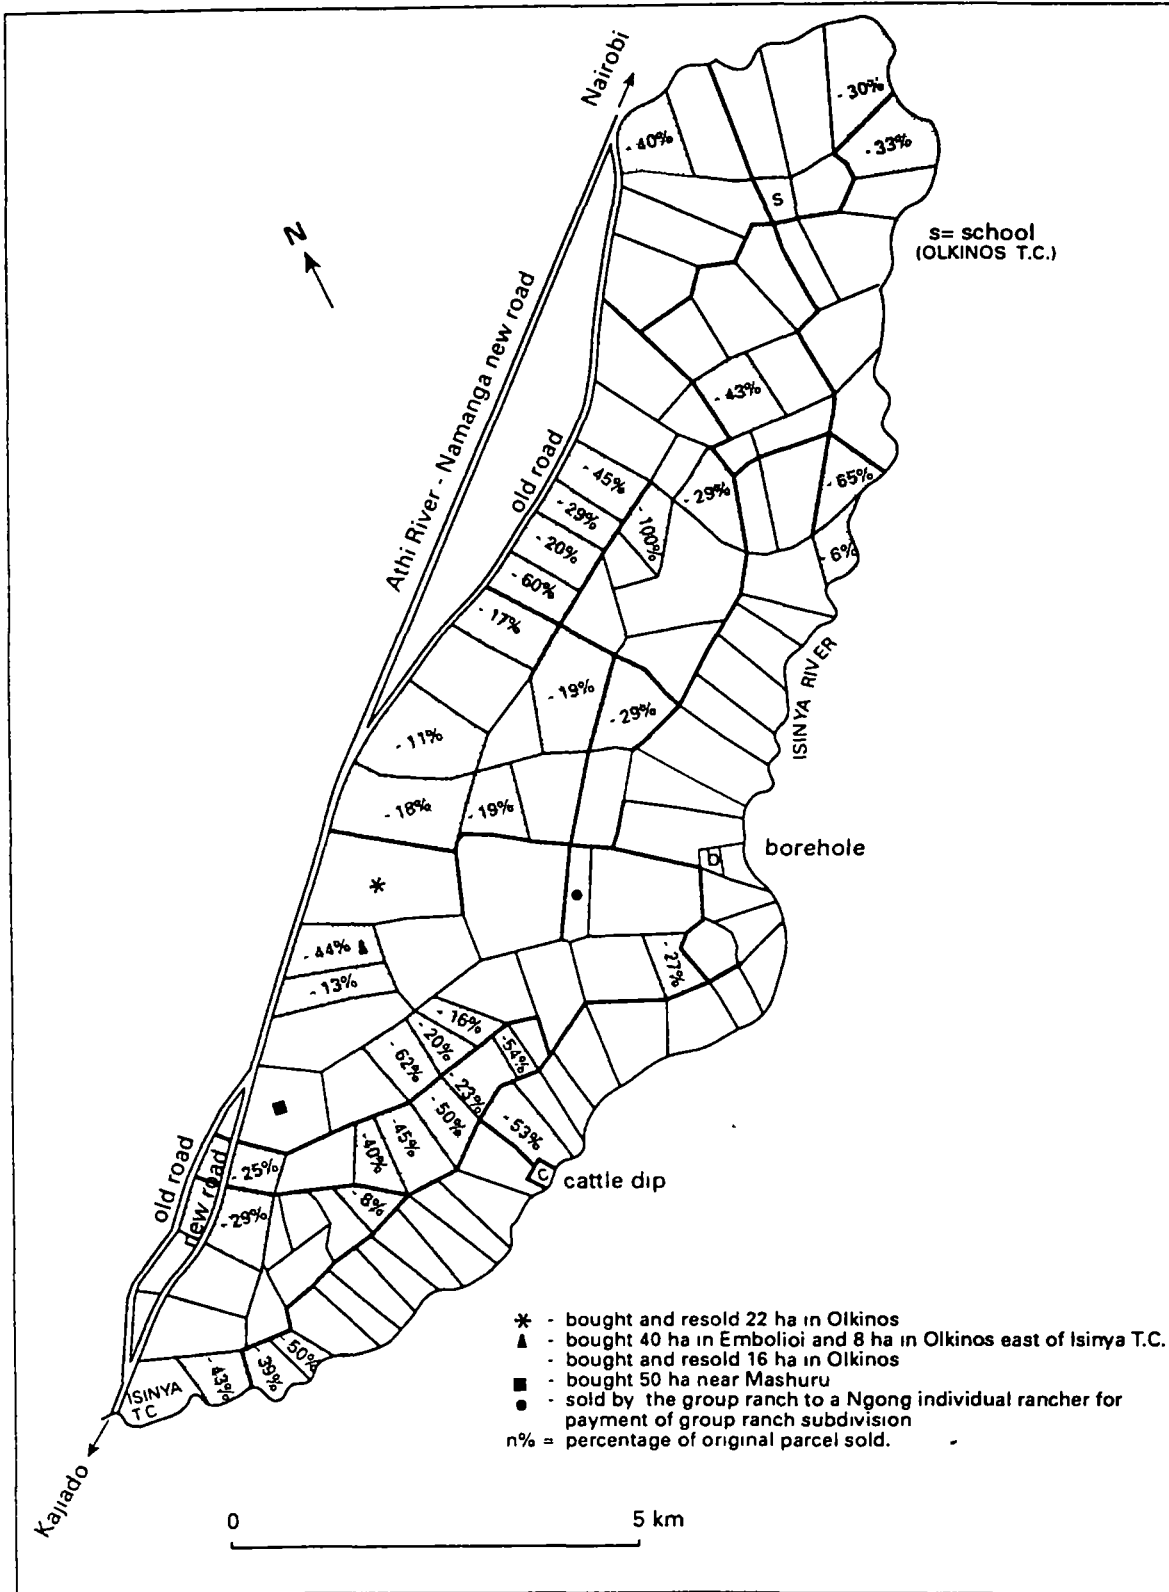 Nairobi
- 30%
- 40%
- 33%
s
N
s= school
(OLKINOS T.C.)
Athi River - Namanga new road
old road
- 43%
- 45%
- 29%
- 65%
- 29%
- 100%
- 20%
- 6%
- 60%
- 17%
ISINYA RIVER
- 19%
- 29%
- 11%
- 18%
- 19%
b
borehole
*
- 44%
- 27%
- 13%
- 16%
- 20%
- 54%
- 62%
- 23%
- 50%
- 53%
- 45%
- 40%
old road
new road
- 25%
c
cattle dip
- 8%
- 29%
- 50%
- 39%
- 43%
ISINYA
T C
* - bought and resold 22 ha in Olkinos
▲ - bought 40 ha in Embolioi and 8 ha in Olkinos east of Isinya T.C.
- bought and resold 16 ha in Olkinos
■ - bought 50 ha near Mashuru
● - sold by the group ranch to a Ngong individual rancher for
payment of group ranch subdivision
n% = percentage of original parcel sold.
Kajiado
0 5 km